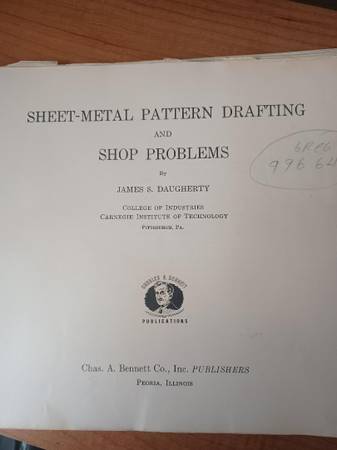 SHEET-METAL PATTERN DRAFTING
AND
SHOP PROBLEMS
By
JAMES S. DAUGHERTY
COLLEGE OF INDUSTRIES
CARNEGIE INSTITUTE OF TECHNOLOGY
PITTSBURGH, PA.
CHARLES A. BENNETT
PUBLICATIONS
Chas. A. Bennett Co., Inc. PUBLISHERS
PEORIA, ILLINOIS